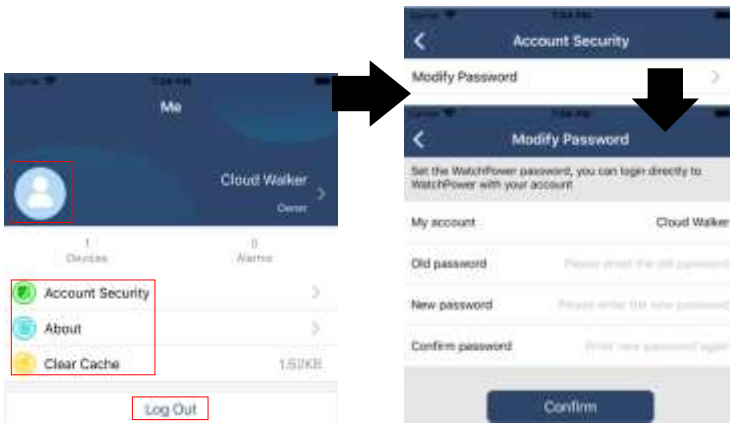 Me
Cloud Walker
Owner
1
0
Devices
Alarms
Account Security
About
Clear Cache
1.52KB
Log Out
Account Security
Modify Password
Modify Password
Set the WatchPower password, you can login directly to
WatchPower with your account
My account
Cloud Walker
Old password
Please enter the old password
New password
Please enter the new password
Confirm password
Enter new password again
Confirm